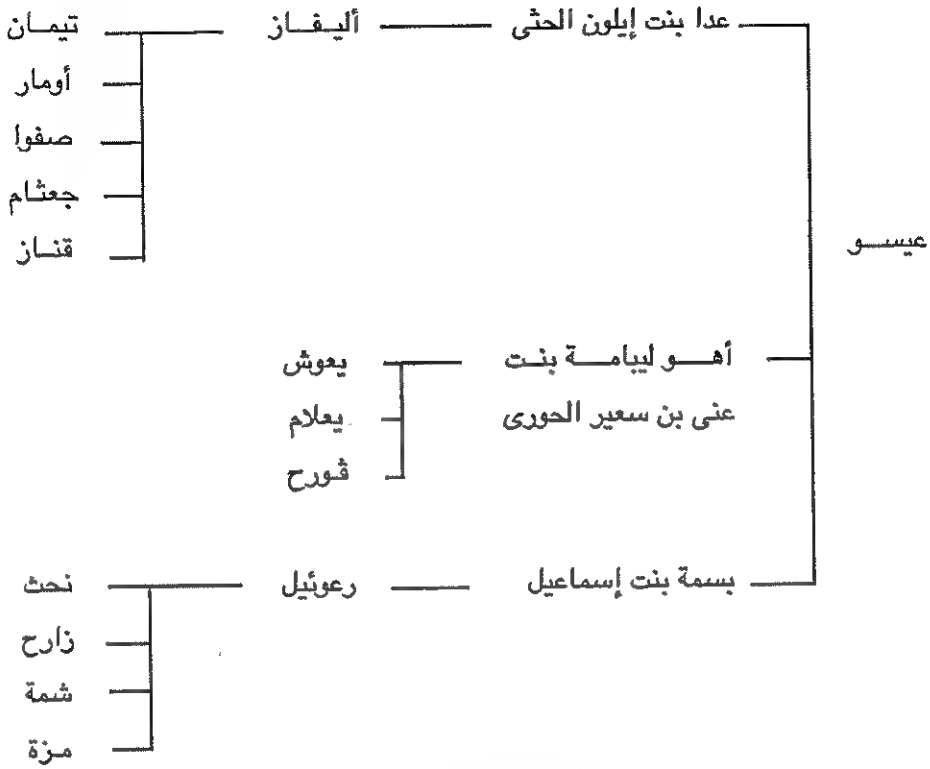 عدا بنت إيلون الحثى أليفاز تيمان
أومار
صفوا
جعثام
قناز
عيسو
أهو ليبامة بنت يعوش
عنى بن سعير الحورى يعلام
قورح
بسمة بنت إسماعيل رعوئيل نحث
زارح
شمة
مزة